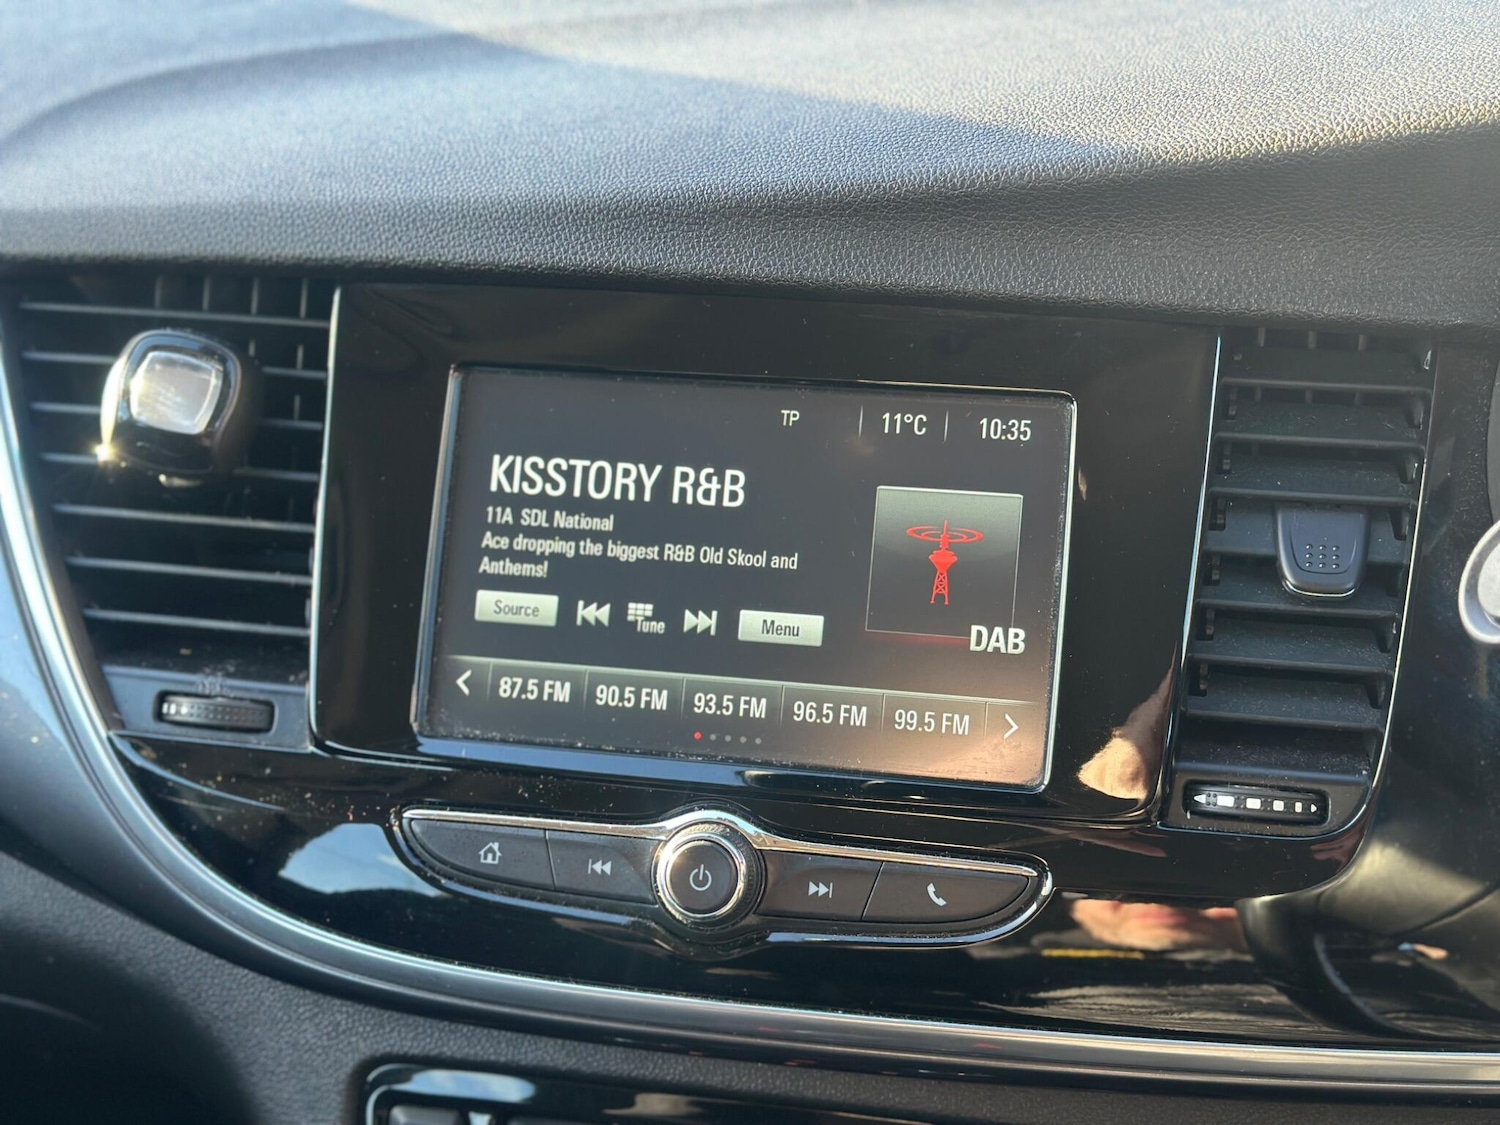 TP 11°C 10:35
KISSTORY R&B
11A SDL National
Ace dropping the biggest R&B Old Skool and
Anthems!
Source Tune Menu
DAB
87.5 FM 90.5 FM 93.5 FM 96.5 FM 99.5 FM